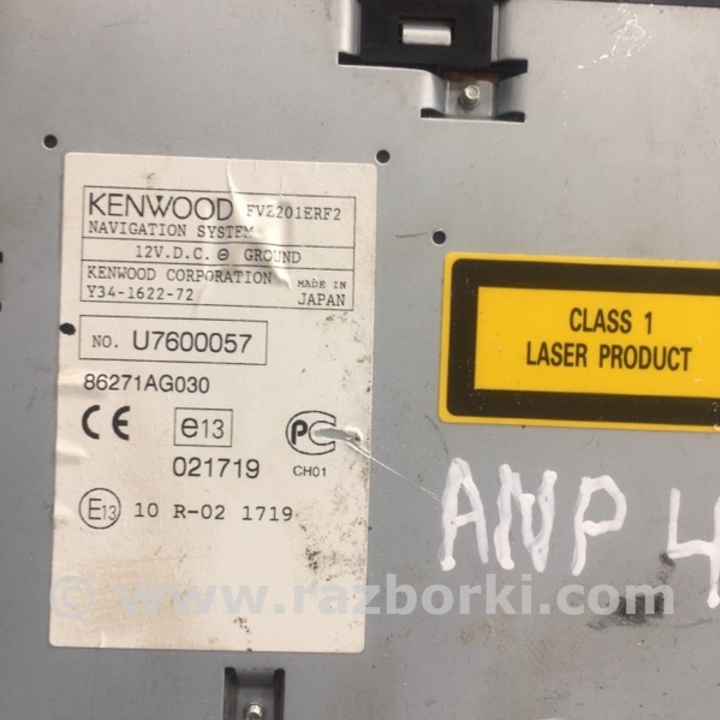 KENWOOD FVZ201ERF2
NAVIGATION SYSTEM
12V.D.C. ⊖ GROUND
KENWOOD CORPORATION
Y34-1622-72
MADE IN
JAPAN
NO. U7600057
86271AG030
CE e13 PC
021719 CH01
E13 10 R-02 1719
CLASS 1
LASER PRODUCT
ANP 4
© www.razborki.com